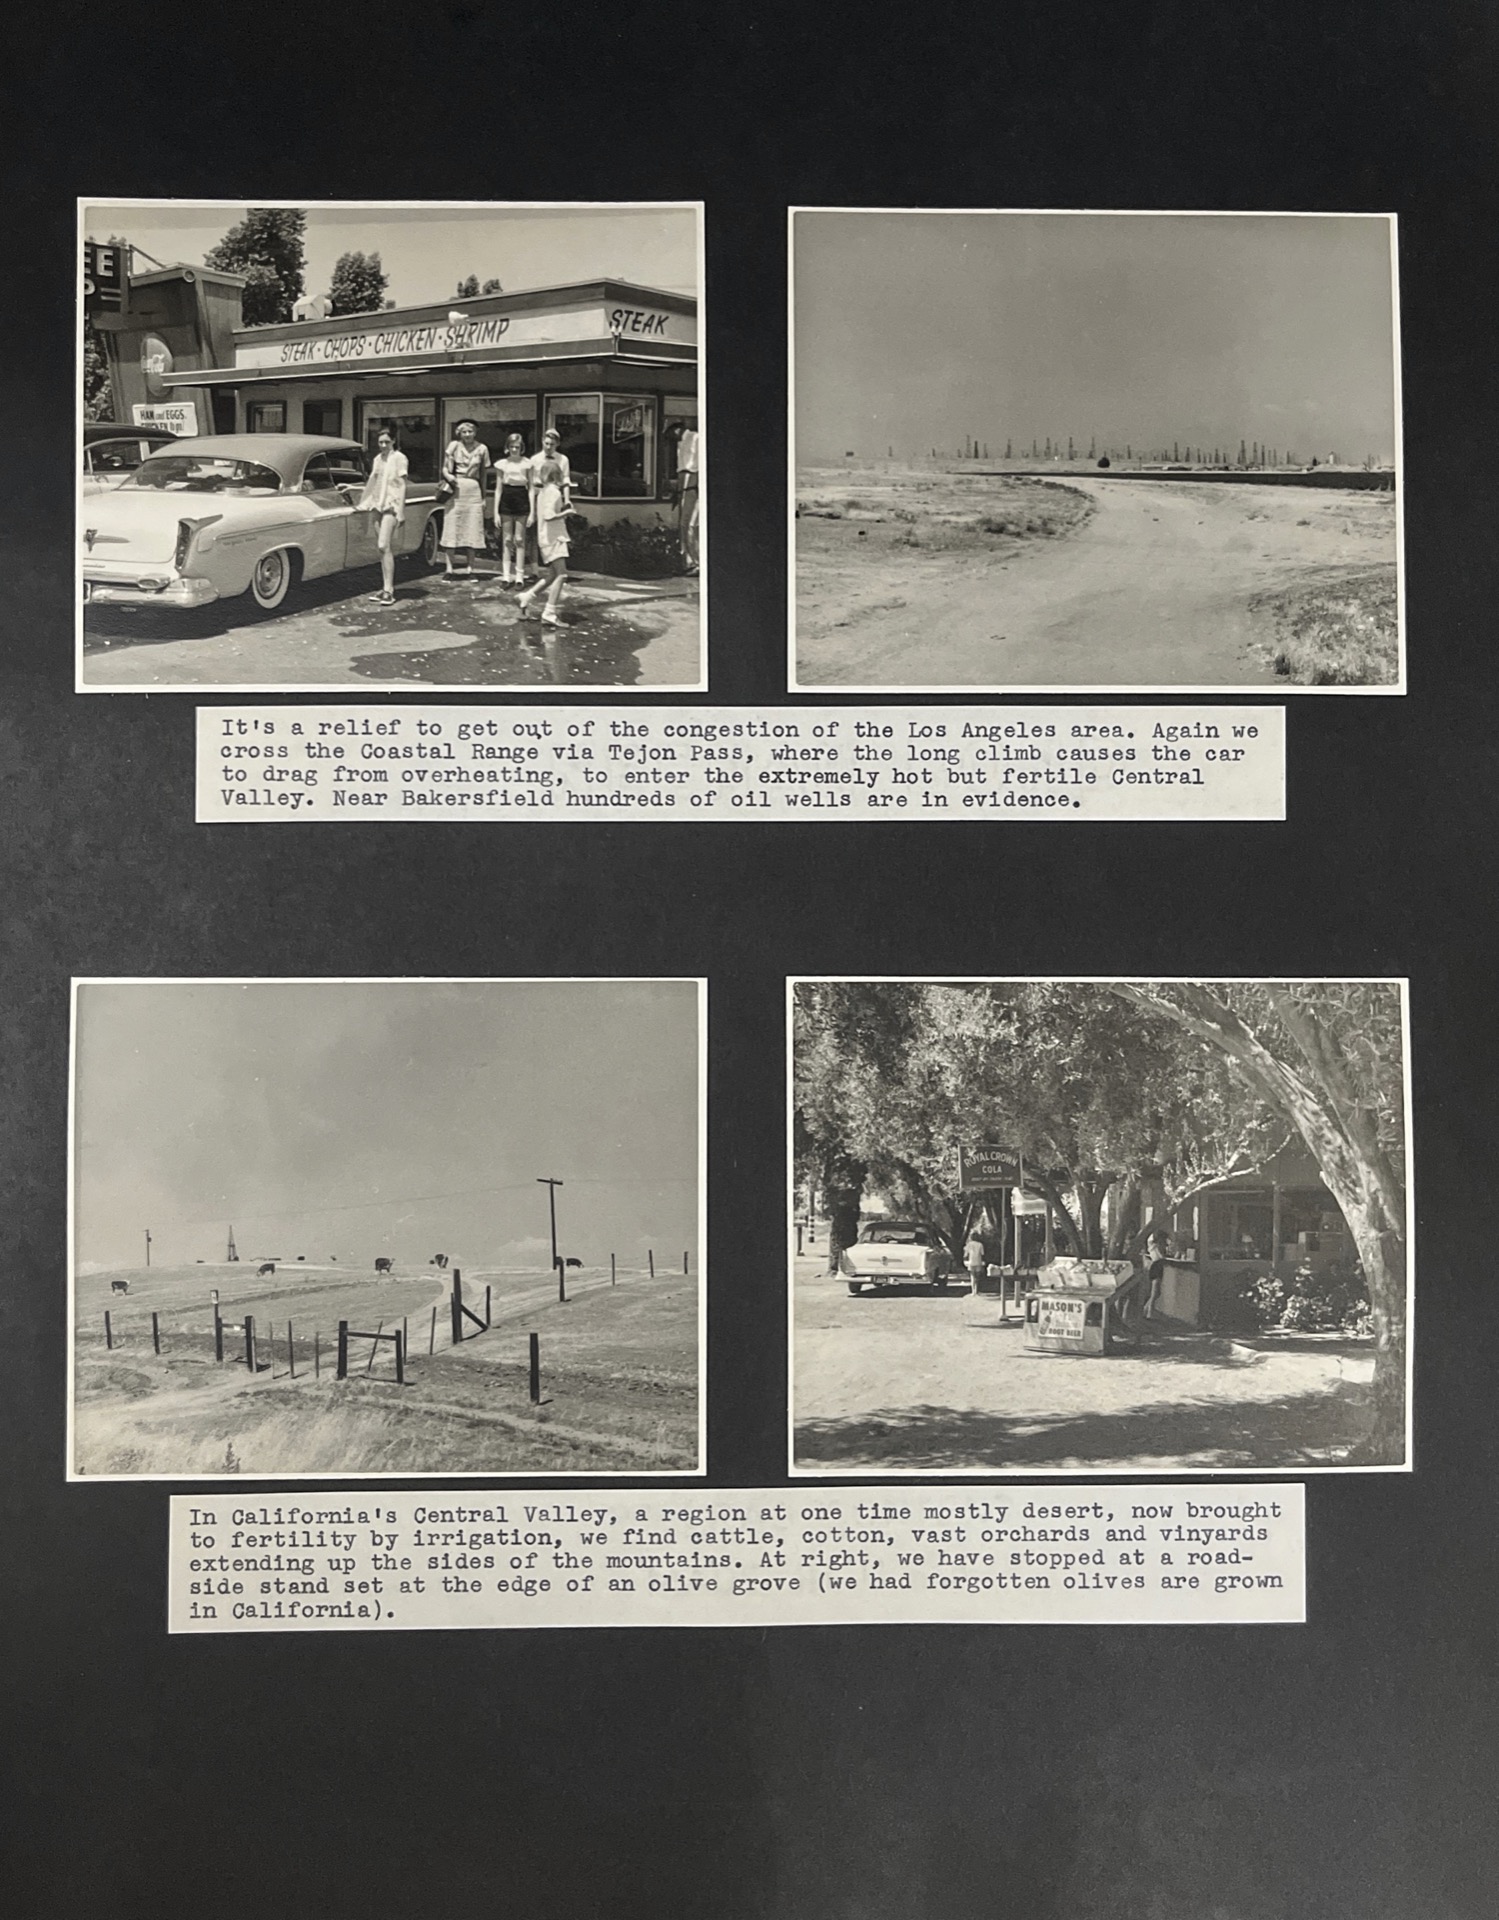 EE
P
STEAK · CHOPS · CHICKEN · SHRIMP
STEAK
HAM and EGGS
It's a relief to get out of the congestion of the Los Angeles area. Again we
cross the Coastal Range via Tejon Pass, where the long climb causes the car
to drag from overheating, to enter the extremely hot but fertile Central
Valley. Near Bakersfield hundreds of oil wells are in evidence.
ROYAL CROWN
COLA
MASON'S
ROOT BEER
In California's Central Valley, a region at one time mostly desert, now brought
to fertility by irrigation, we find cattle, cotton, vast orchards and vinyards
extending up the sides of the mountains. At right, we have stopped at a road-
side stand set at the edge of an olive grove (we had forgotten olives are grown
in California).